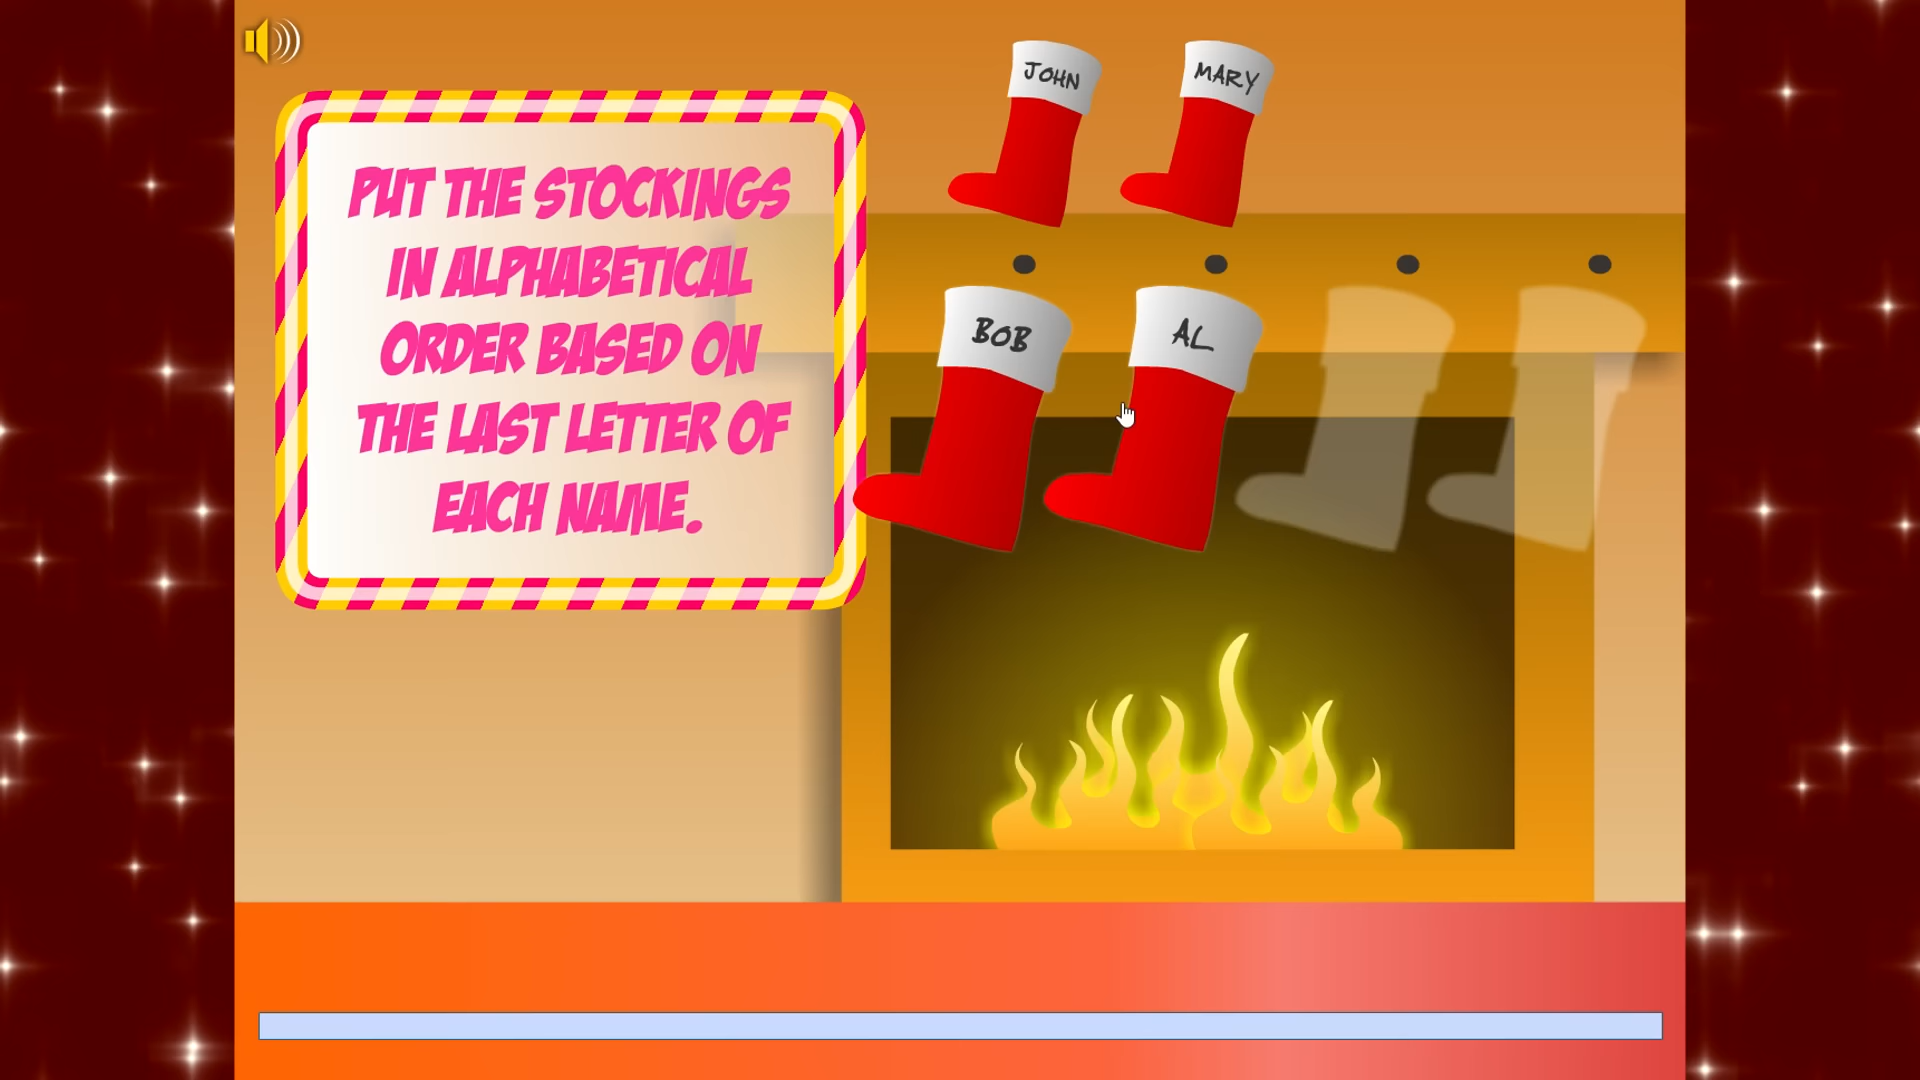 JOHN
MARY
PUT THE STOCKINGS
IN ALPHABETICAL
ORDER BASED ON
THE LAST LETTER OF
EACH NAME.
BOB
AL